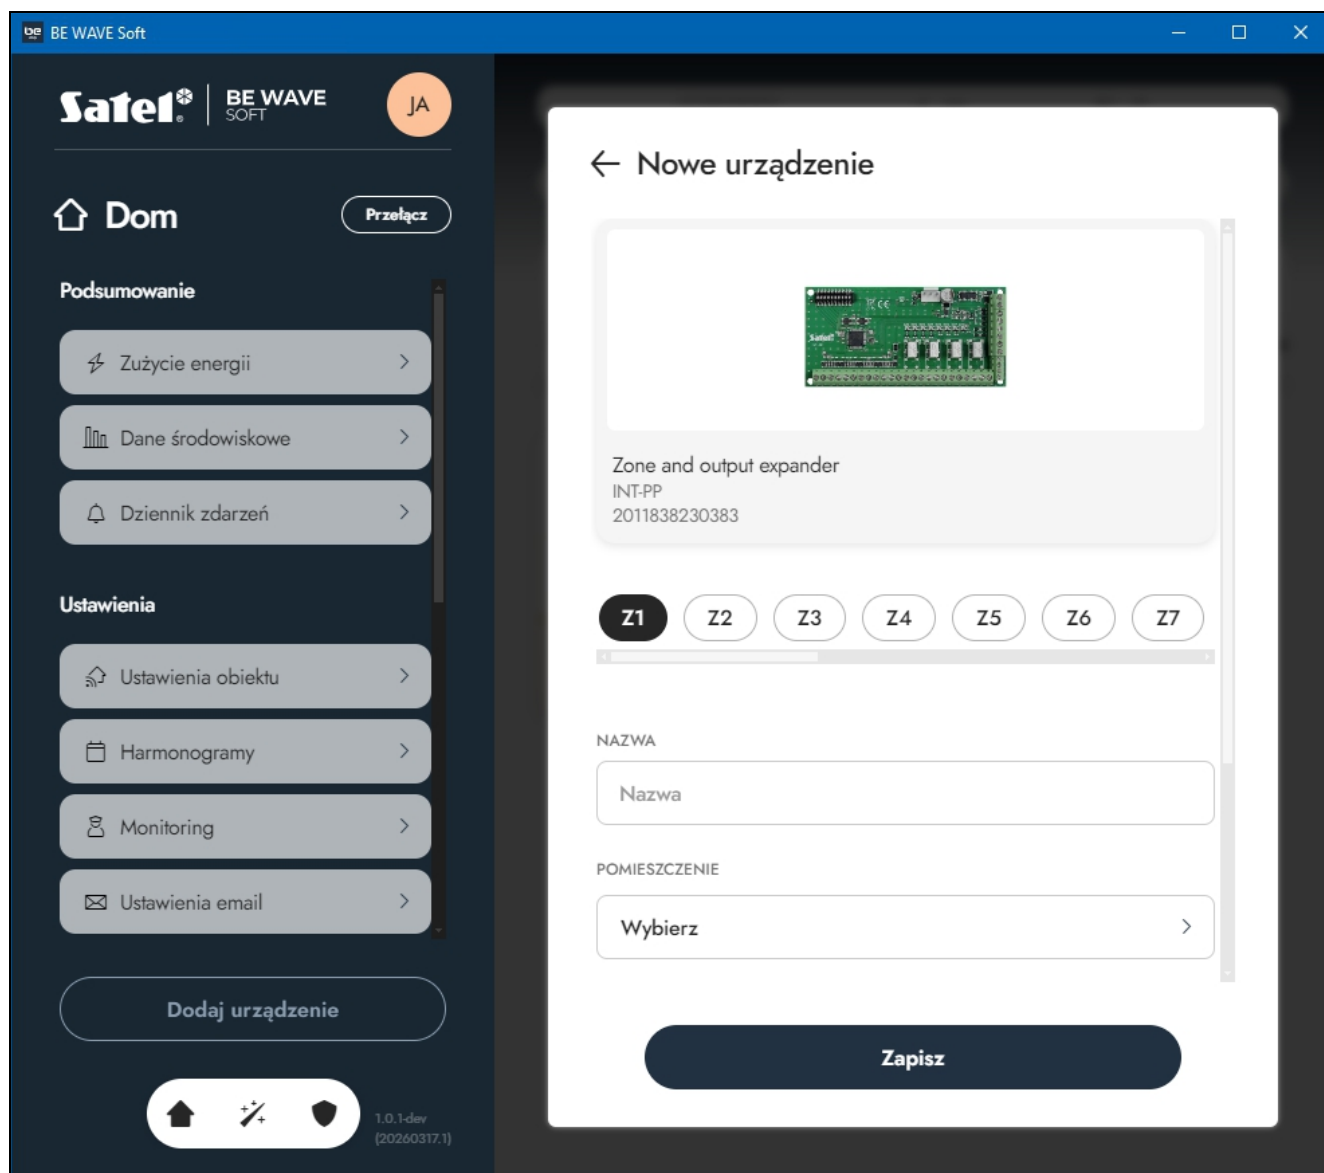 BE WAVE Soft
Satel® BE WAVE SOFT
JA
Dom
Przełącz
Podsumowanie
Zużycie energii
Dane środowiskowe
Dziennik zdarzeń
Ustawienia
Ustawienia obiektu
Harmonogramy
Monitoring
Ustawienia email
Dodaj urządzenie
1.0.1-dev
(20260317.1)
Nowe urządzenie
Satel
Zone and output expander
INT-PP
2011838230383
Z1 Z2 Z3 Z4 Z5 Z6 Z7
NAZWA
Nazwa
POMIESZCZENIE
Wybierz
Zapisz